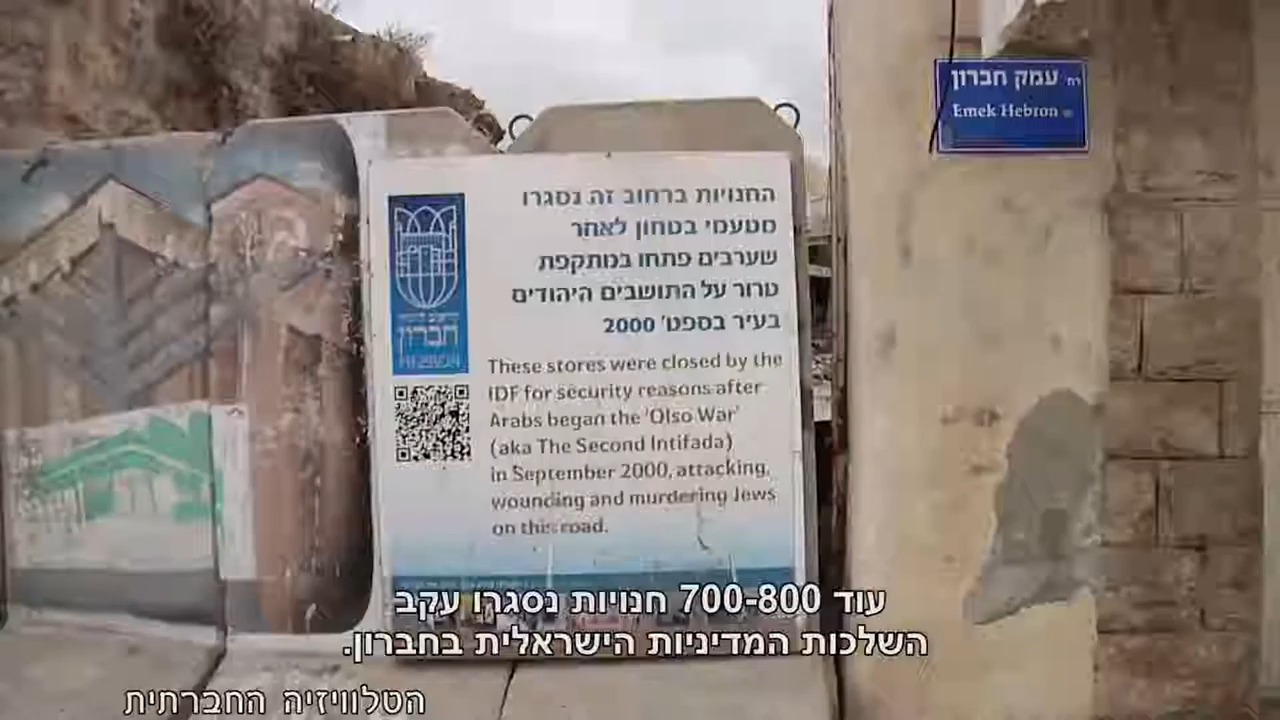 רח' עמק חברון
Emek Hebron
החנויות ברחוב זה נסגרו
מטעמי בטחון לאחר
שערבים פתחו במתקפת
טרור על התושבים היהודים
בעיר בספט' 2000
חברון
These stores were closed by the
IDF for security reasons after
Arabs began the 'Olso War'
(aka The Second Intifada)
in September 2000, attacking,
wounding and murdering Jews
on this road.
עוד 700-800 חנויות נסגרו עקב
השלכות המדיניות הישראלית בחברון.
הטלוויזיה החברתית